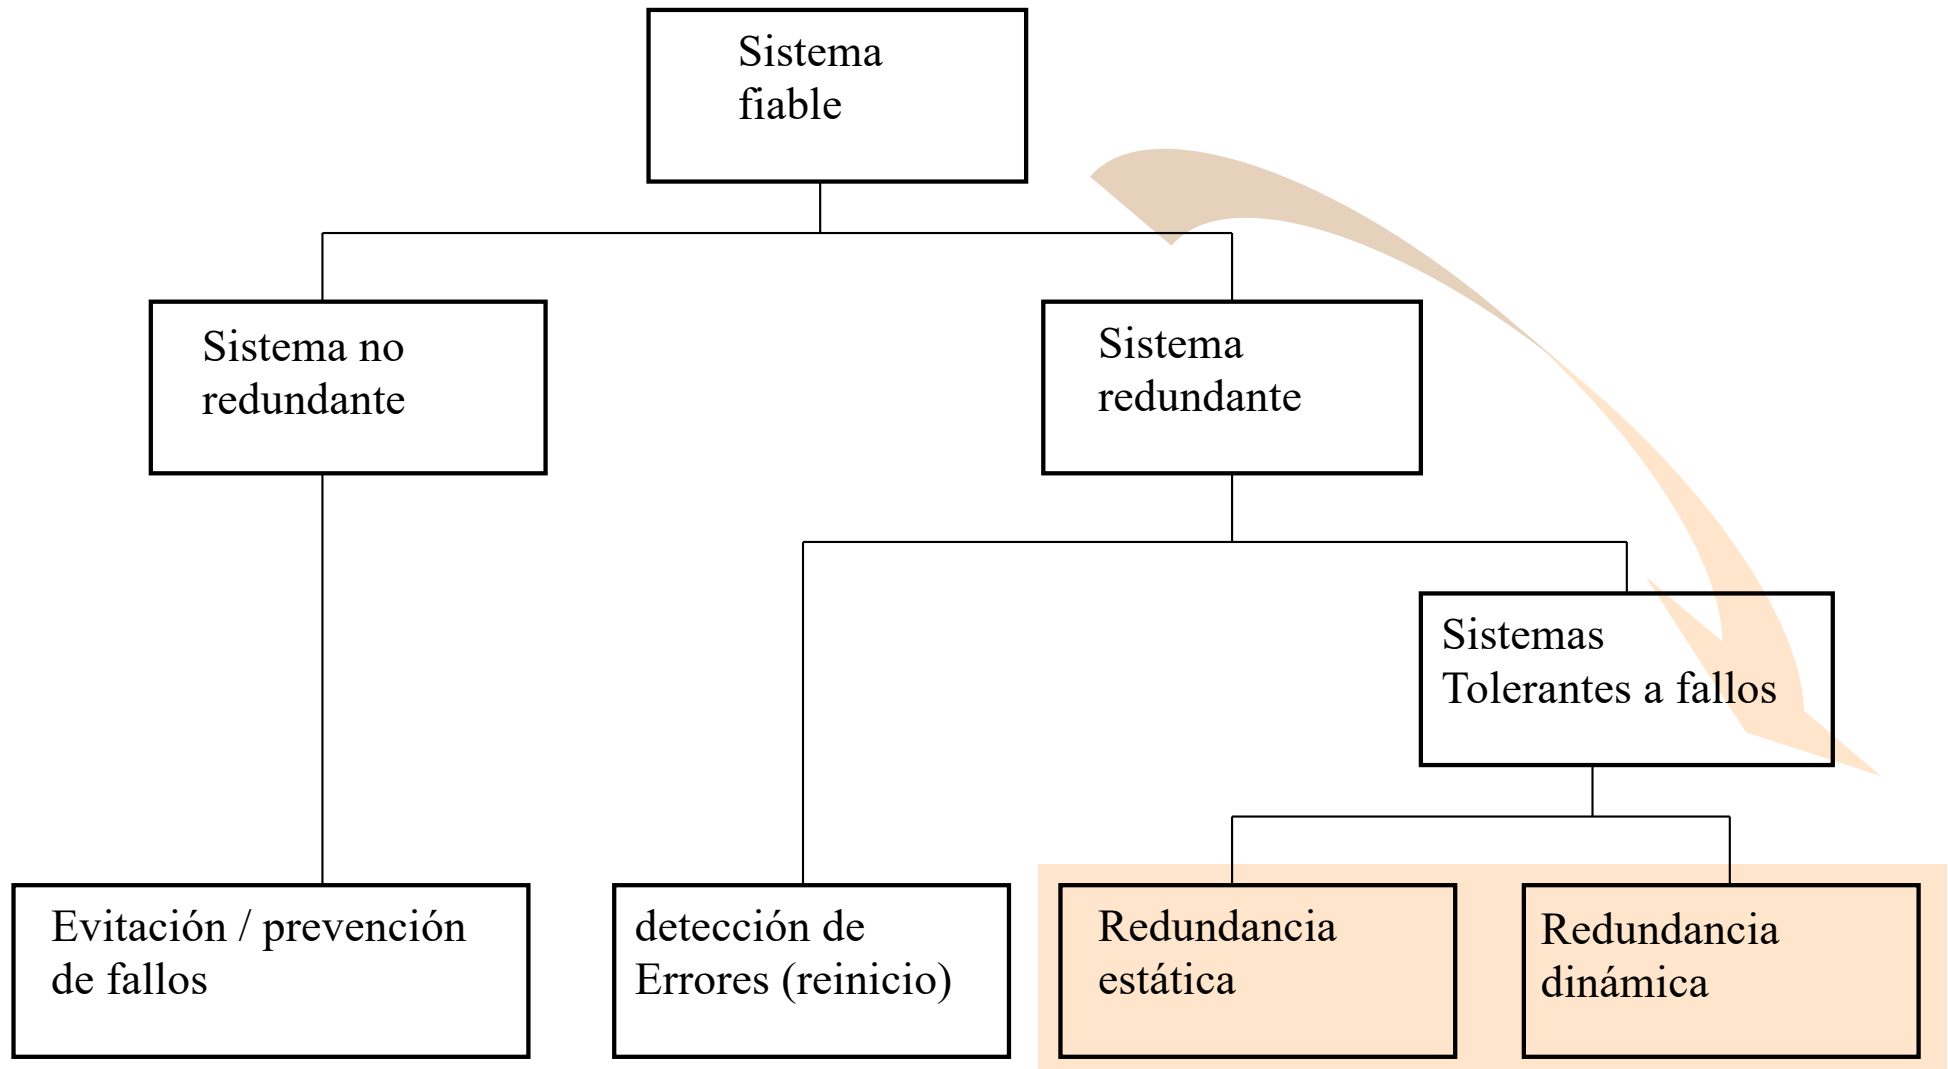 Sistema
fiable
Sistema no
redundante
Sistema
redundante
Sistemas
Tolerantes a fallos
Evitación / prevención
de fallos
detección de
Errores (reinicio)
Redundancia
estática
Redundancia
dinámica